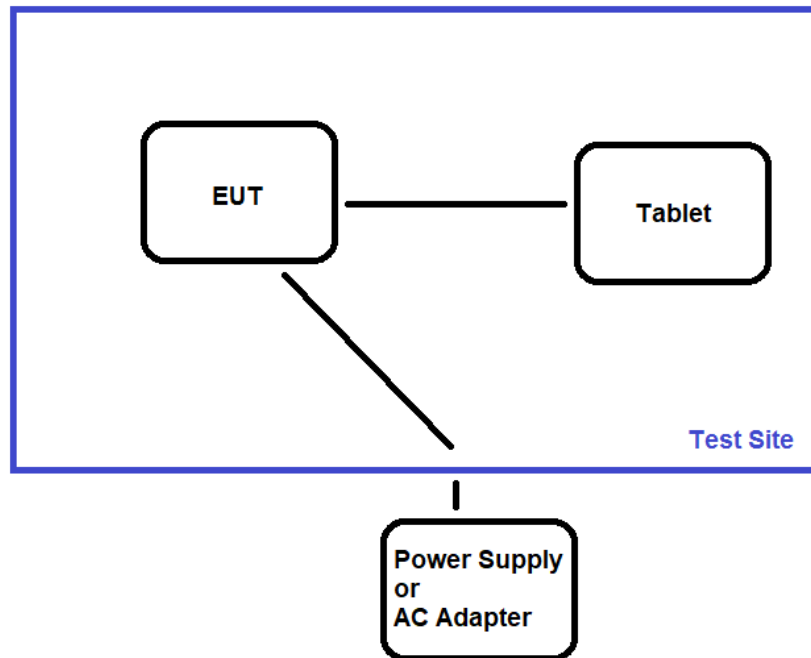 EUT
Tablet
Test Site
Power Supply
or
AC Adapter